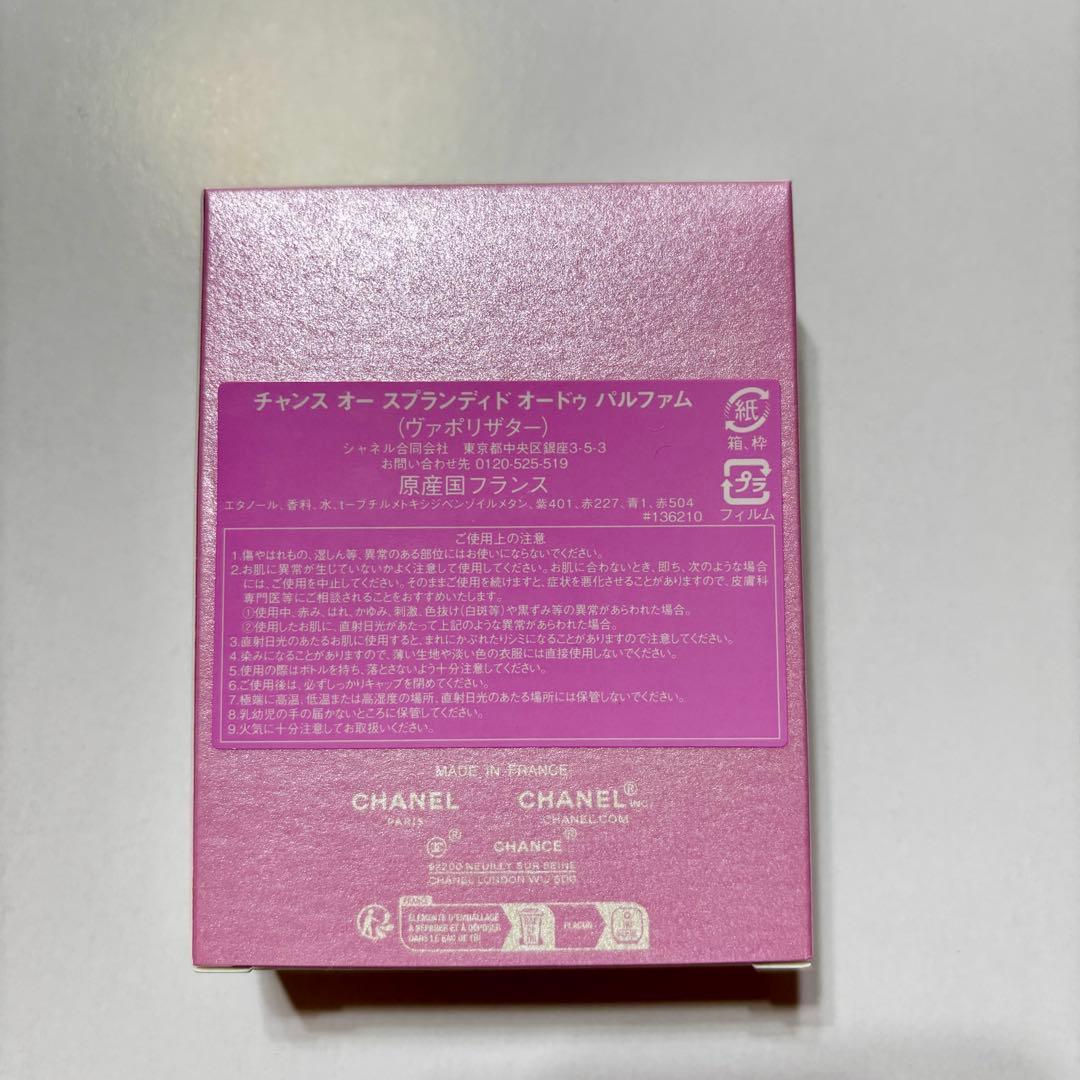 チャンス オー スプランディド オードゥ パルファム
(ヴァポリザター)
シャネル合同会社 東京都中央区銀座3-5-3
お問い合わせ先 0120-525-519
原産国フランス
エタノール、香料、水、t-ブチルメトキシジベンゾイルメタン、紫401、赤227、青1、赤504
#136210
紙
箱、枠
プラ
フィルム
ご使用上の注意
1.傷やはれもの、湿しん等、異常のある部位にはお使いにならないでください。
2.お肌に異常が生じていないかよく注意して使用してください。お肌に合わないとき、即ち、次のような場合
には、ご使用を中止してください。そのままご使用を続けますと、症状を悪化させることがありますので、皮膚科
専門医等にご相談されることをおすすめいたします。
①使用中、赤み、はれ、かゆみ、刺激、色抜け(白斑等)や黒ずみ等の異常があらわれた場合。
②使用したお肌に、直射日光があたって上記のような異常があらわれた場合。
3.直射日光のあたるお肌に使用すると、まれにかぶれたりシミになることがありますので注意してください。
4.染みになることがありますので、薄い生地や淡い色の衣服には直接使用しないでください。
5.使用の際はボトルを持ち、落とさないよう十分注意してください。
6.ご使用後は、必ずしっかりキャップを閉めてください。
7.極端に高温、低温または高湿度の場所、直射日光のあたる場所には保管しないでください。
8.乳幼児の手の届かないところに保管してください。
9.火気に十分注意してお取扱いください。
MADE IN FRANCE
CHANEL CHANEL® INC.
PARIS CHANEL.COM
® CHANCE®
92200 NEUILLY SUR SEINE
CHANEL LONDON W1J 6DG
FRANCE
ÉLÉMENTS D'EMBALLAGE
À SÉPARER ET À DÉPOSER
DANS LE BAC DE TRI
FLACON